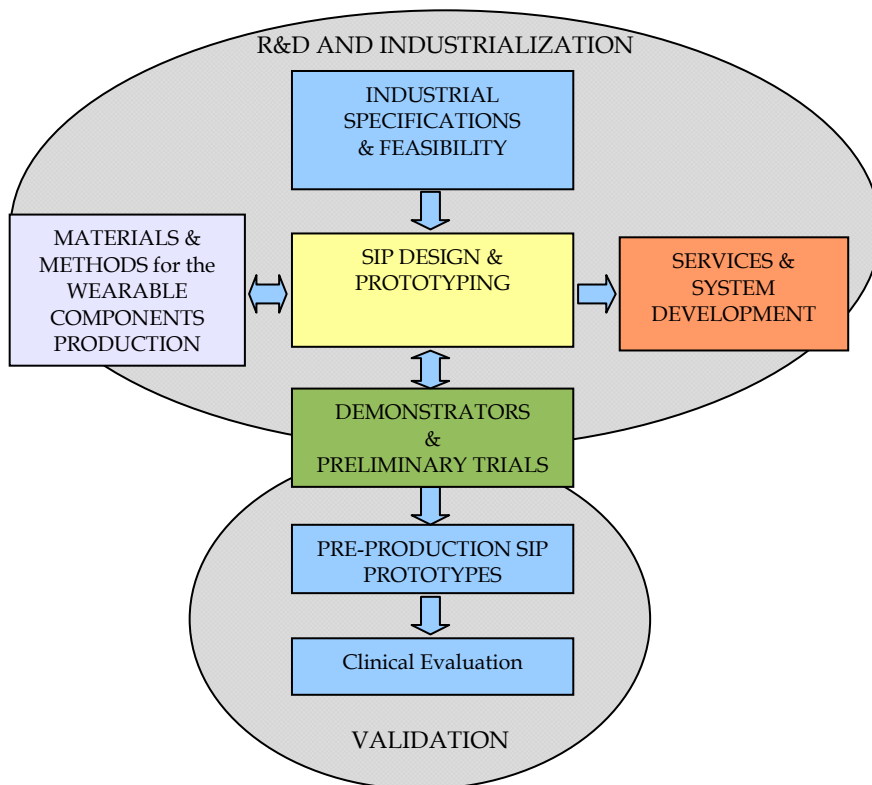 R&D AND INDUSTRIALIZATION
INDUSTRIAL
SPECIFICATIONS
& FEASIBILITY
MATERIALS &
METHODS for the
WEARABLE
COMPONENTS
PRODUCTION
SIP DESIGN &
PROTOTYPING
SERVICES &
SYSTEM
DEVELOPMENT
DEMONSTRATORS
&
PRELIMINARY TRIALS
PRE-PRODUCTION SIP
PROTOTYPES
Clinical Evaluation
VALIDATION